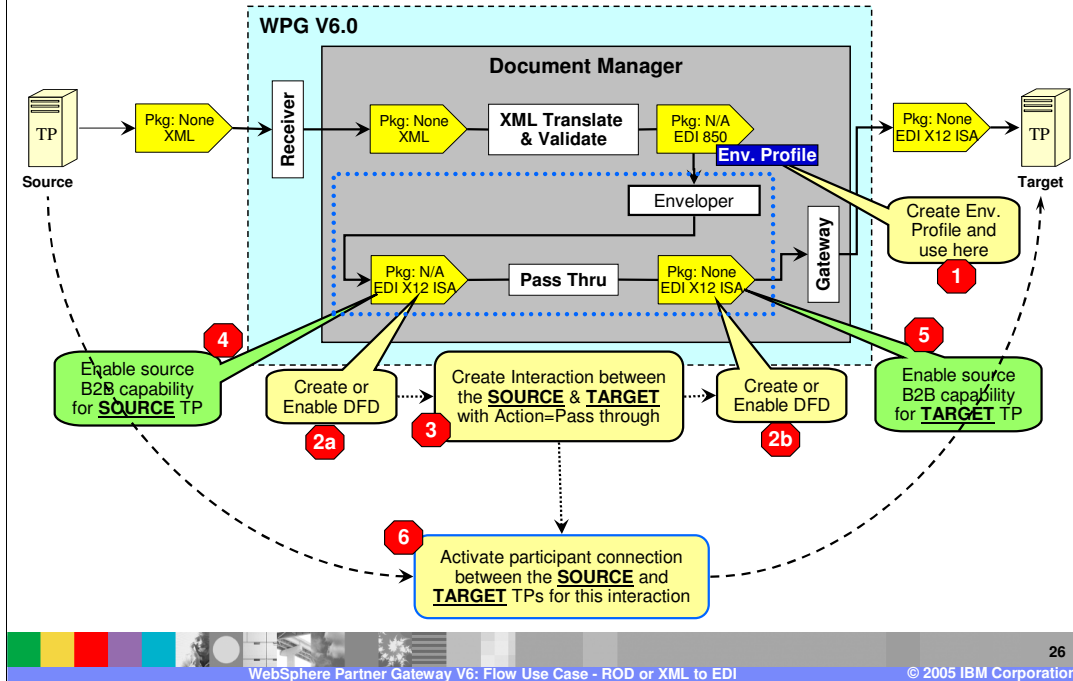 WPG V6.0
Document Manager
TP
Source
Pkg: None
XML
Receiver
Pkg: None
XML
XML Translate
& Validate
Pkg: N/A
EDI 850
Env. Profile
Pkg: None
EDI X12 ISA
TP
Target
Enveloper
Create Env.
Profile and
use here
1
Pkg: N/A
EDI X12 ISA
Pass Thru
Pkg: None
EDI X12 ISA
Gateway
4
Enable source
B2B capability
for SOURCE TP
Create or
Enable DFD
2a
Create Interaction between
the SOURCE & TARGET
with Action=Pass through
3
Create or
Enable DFD
2b
5
Enable source
B2B capability
for TARGET TP
6
Activate participant connection
between the SOURCE and
TARGET TPs for this interaction
26
WebSphere Partner Gateway V6: Flow Use Case - ROD or XML to EDI
© 2005 IBM Corporation